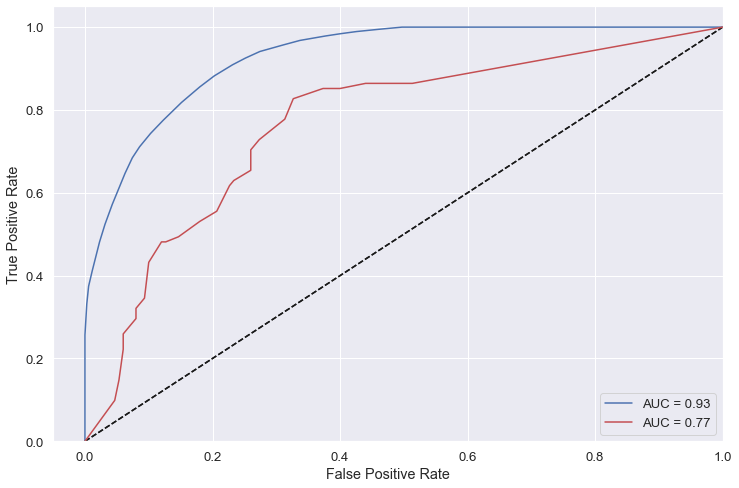 1.0
0.8
0.6
0.4
0.2
0.0
True Positive Rate
0.0 0.2 0.4 0.6 0.8 1.0
False Positive Rate
AUC = 0.93
AUC = 0.77